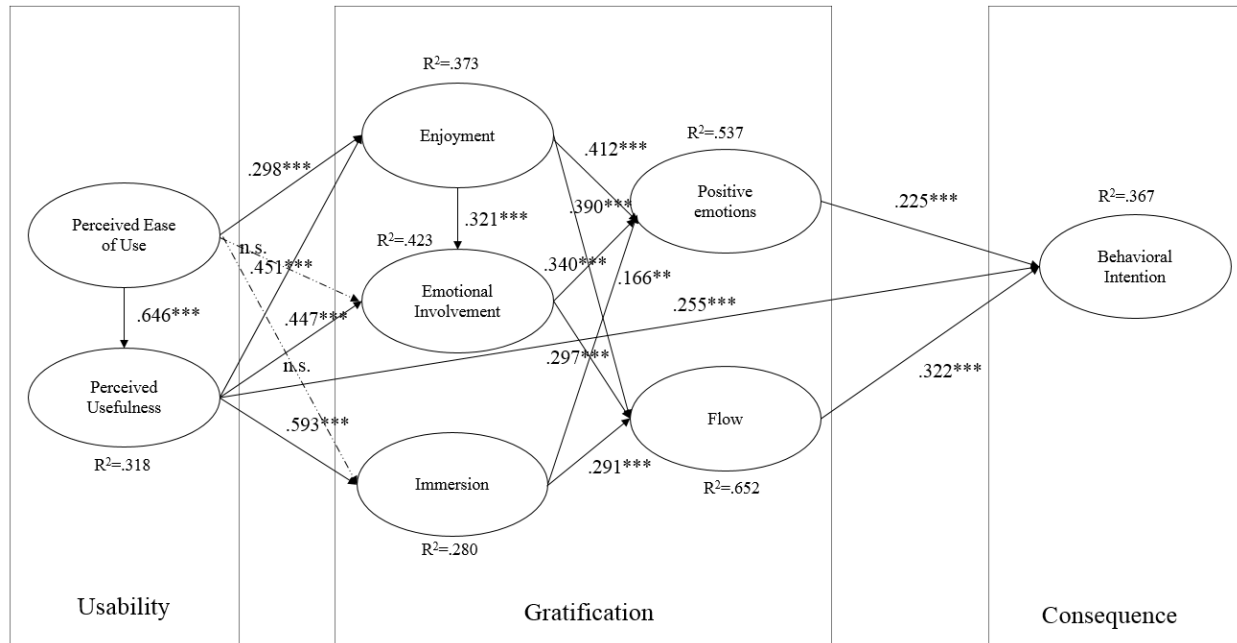 R²=.373
Enjoyment
R²=.537
.412***
.298***
Positive
emotions
R²=.367
.390***
.225***
Perceived Ease
of Use
.321***
n.s.
R²=.423
.451***
.340***
.166**
Behavioral
Intention
Emotional
Involvement
.255***
.646***
.447***
.297***
n.s.
.322***
Perceived
Usefulness
Flow
.593***
R²=.318
.291***
Immersion
R²=.652
R²=.280
Usability
Gratification
Consequence